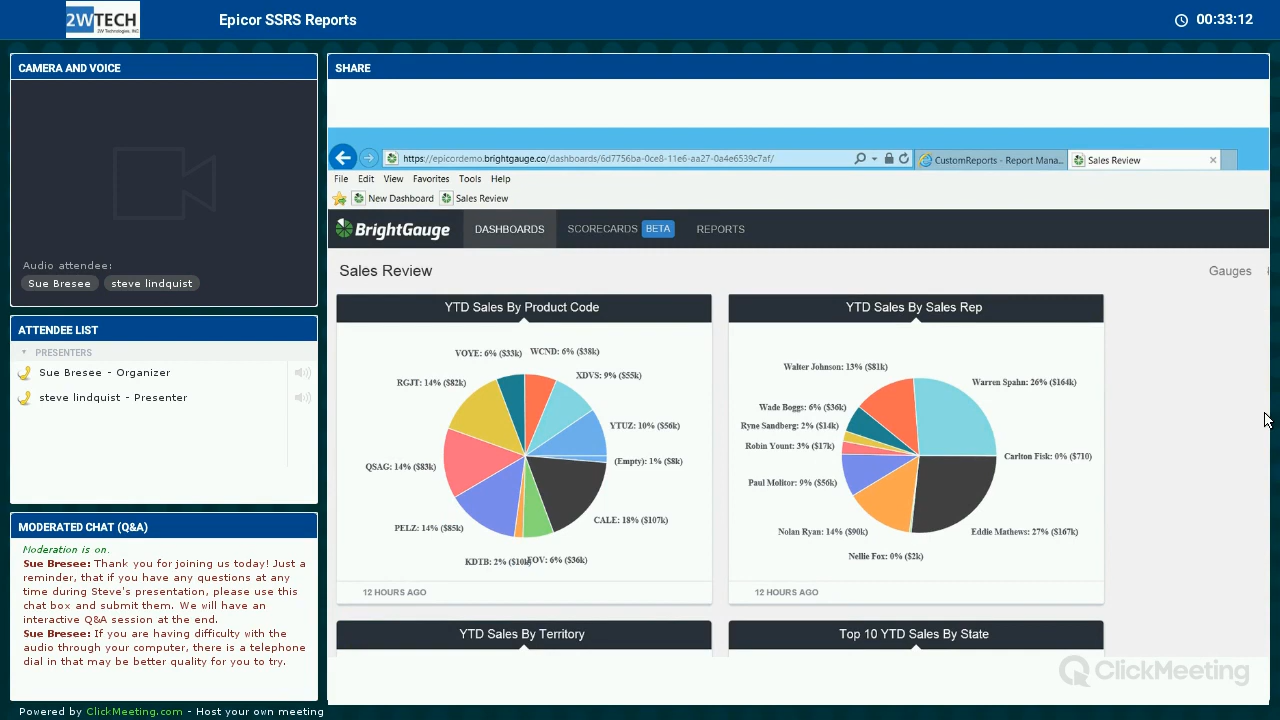 2WTECH
2W Technologies, INC
Epicor SSRS Reports
00:33:12
CAMERA AND VOICE
Audio attendee:
Sue Bresee
steve lindquist
ATTENDEE LIST
PRESENTERS
Sue Bresee - Organizer
steve lindquist - Presenter
MODERATED CHAT (Q&A)
Moderation is on.
Sue Bresee: Thank you for joining us today! Just a
reminder, that if you have any questions at any
time during Steve's presentation, please use this
chat box and submit them. We will have an
interactive Q&A session at the end.
Sue Bresee: If you are having difficulty with the
audio through your computer, there is a telephone
dial in that may be better quality for you to try.
Powered by ClickMeeting.com - Host your own meeting
SHARE
https://epicordemo.brightgauge.co/dashboards/6d7756ba-0ce8-11e6-aa27-0a4e6539c7af/
CustomReports - Report Mana...
Sales Review
File Edit View Favorites Tools Help
New Dashboard Sales Review
BrightGauge DASHBOARDS SCORECARDS BETA REPORTS
Sales Review
Gauges
YTD Sales By Product Code
VOYE: 6% ($33k)
WCND: 6% ($38k)
XDVS: 9% ($55k)
RGJT: 14% ($82k)
YTUZ: 10% ($56k)
(Empty): 1% ($8k)
QSAG: 14% ($83k)
CALE: 18% ($107k)
PELZ: 14% ($85k)
KDTB: 2% ($10k)
FOV: 6% ($36k)
12 HOURS AGO
YTD Sales By Sales Rep
Walter Johnson: 13% ($81k)
Warren Spahn: 26% ($164k)
Wade Boggs: 6% ($36k)
Ryne Sandberg: 2% ($14k)
Robin Yount: 3% ($17k)
Carlton Fisk: 0% ($710)
Paul Molitor: 9% ($56k)
Nolan Ryan: 14% ($90k)
Eddie Mathews: 27% ($167k)
Nellie Fox: 0% ($2k)
12 HOURS AGO
YTD Sales By Territory
Top 10 YTD Sales By State
ClickMeeting